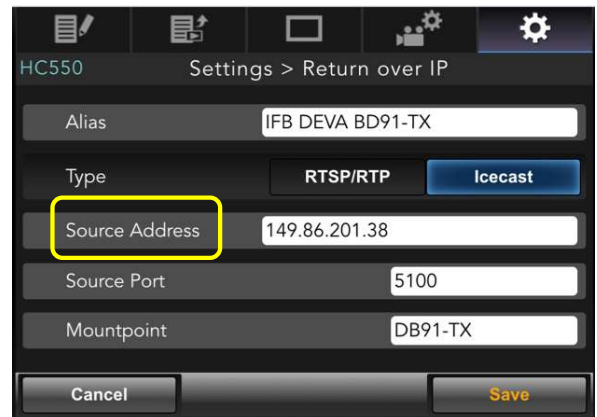 HC550 Settings > Return over IP
Alias IFB DEVA BD91-TX
Type RTSP/RTP Icecast
Source Address 149.86.201.38
Source Port 5100
Mountpoint DB91-TX
Cancel Save